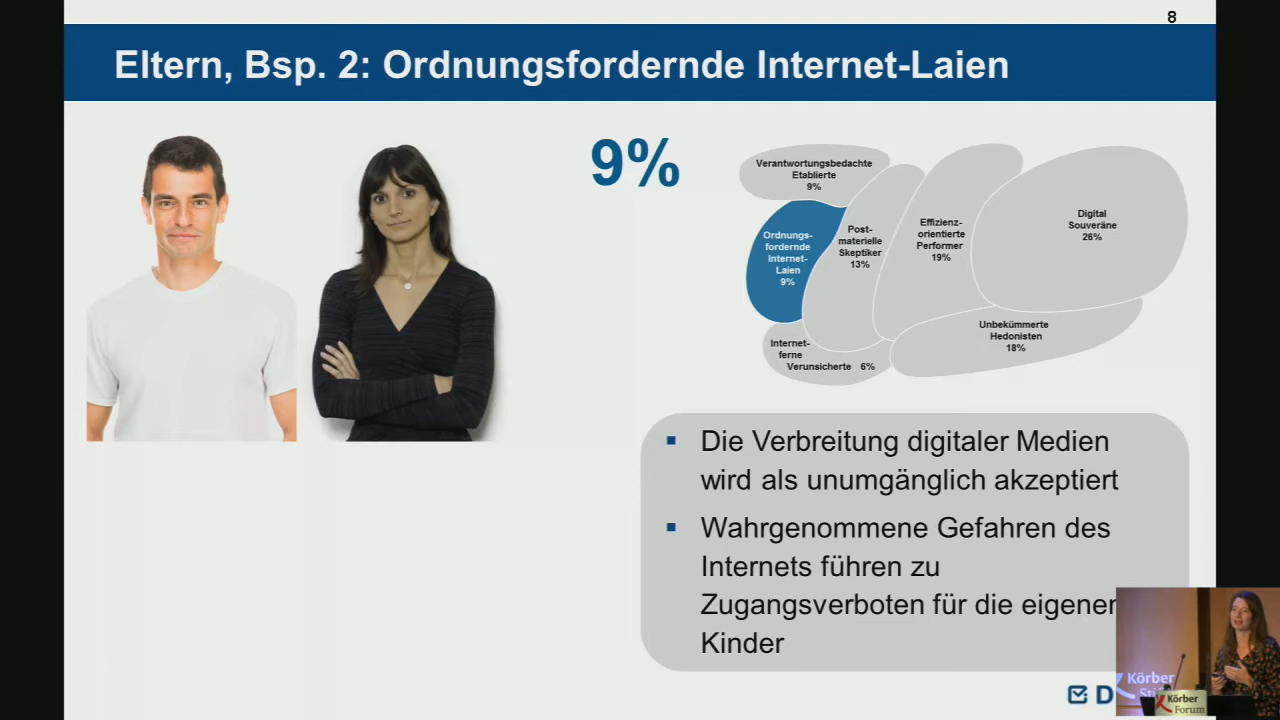 8
Eltern, Bsp. 2: Ordnungsfordernde Internet-Laien
9%
Verantwortungsbedachte
Etablierte
9%
Ordnungs-
fordernde
Internet-
Laien
9%
Post-
materielle
Skeptiker
13%
Effizienz-
orientierte
Performer
19%
Digital
Souveräne
26%
Unbekümmerte
Hedonisten
18%
Internet-
ferne
Verunsicherte 6%
Die Verbreitung digitaler Medien
wird als unumgänglich akzeptiert
Wahrgenommene Gefahren des
Internets führen zu
Zugangsverboten für die eigenen
Kinder
D
Körber
Körber
Forum